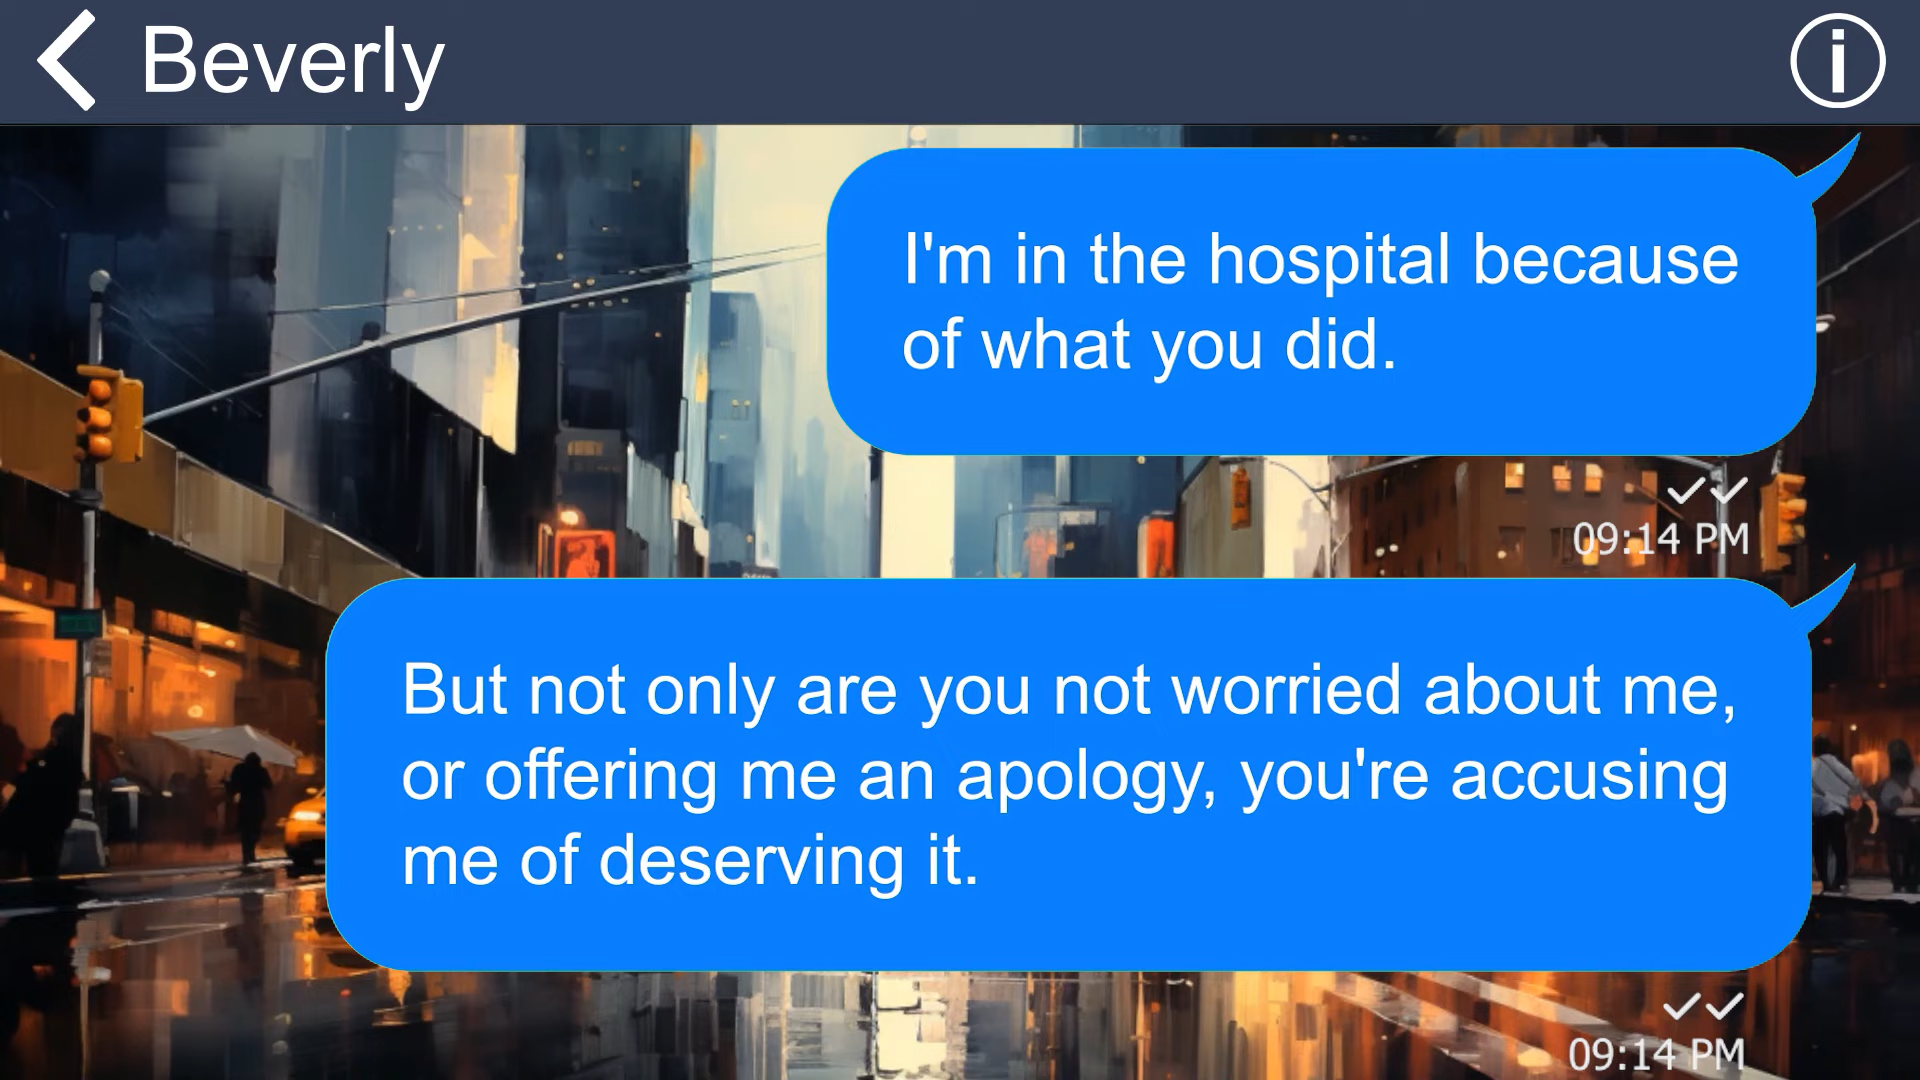 Beverly
I'm in the hospital because
of what you did.
09:14 PM
But not only are you not worried about me,
or offering me an apology, you're accusing
me of deserving it.
09:14 PM